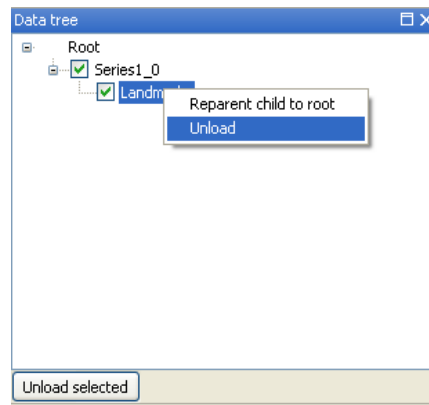 Data tree
Root
Series1_0
Reparent child to root
Unload
Unload selected